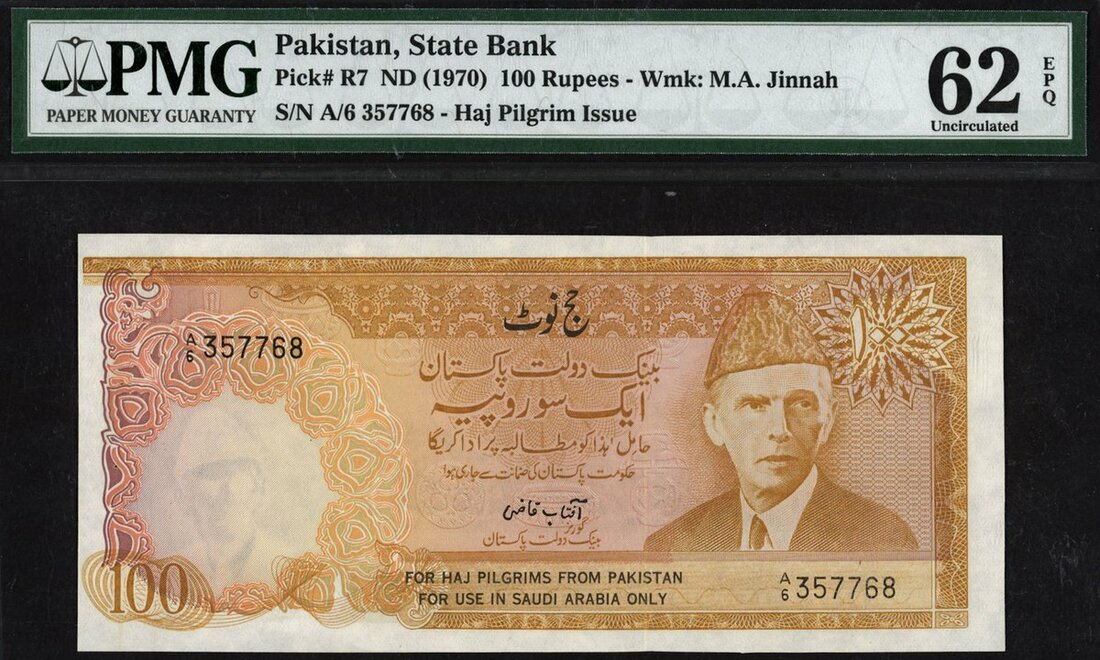 PMG
PAPER MONEY GUARANTY
Pakistan, State Bank
Pick# R7 ND (1970) 100 Rupees - Wmk: M.A. Jinnah
S/N A/6 357768 - Haj Pilgrim Issue
62
EPQ
Uncirculated
حج نوٹ
A/6 357768
۱۰۰
بینک دولت پاکستان
ایک سو روپیہ
حامل ہٰذا کو مطالبہ پر ادا کریگا
حکومت پاکستان کی ضمانت سے جاری ہوا
آفتاب قاضی
گورنر
بینک دولت پاکستان
100
FOR HAJ PILGRIMS FROM PAKISTAN
FOR USE IN SAUDI ARABIA ONLY
A/6 357768